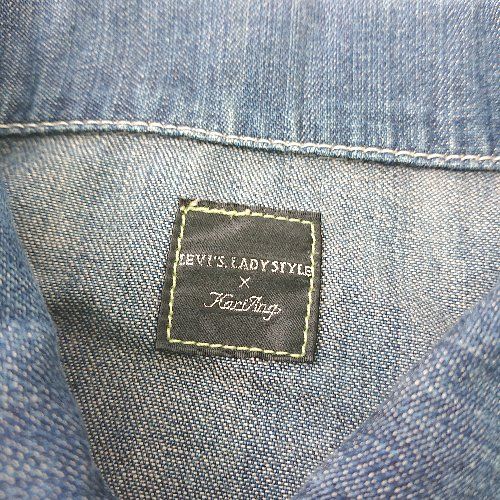 LEVI'S. LADY STYLE
×
KariAng